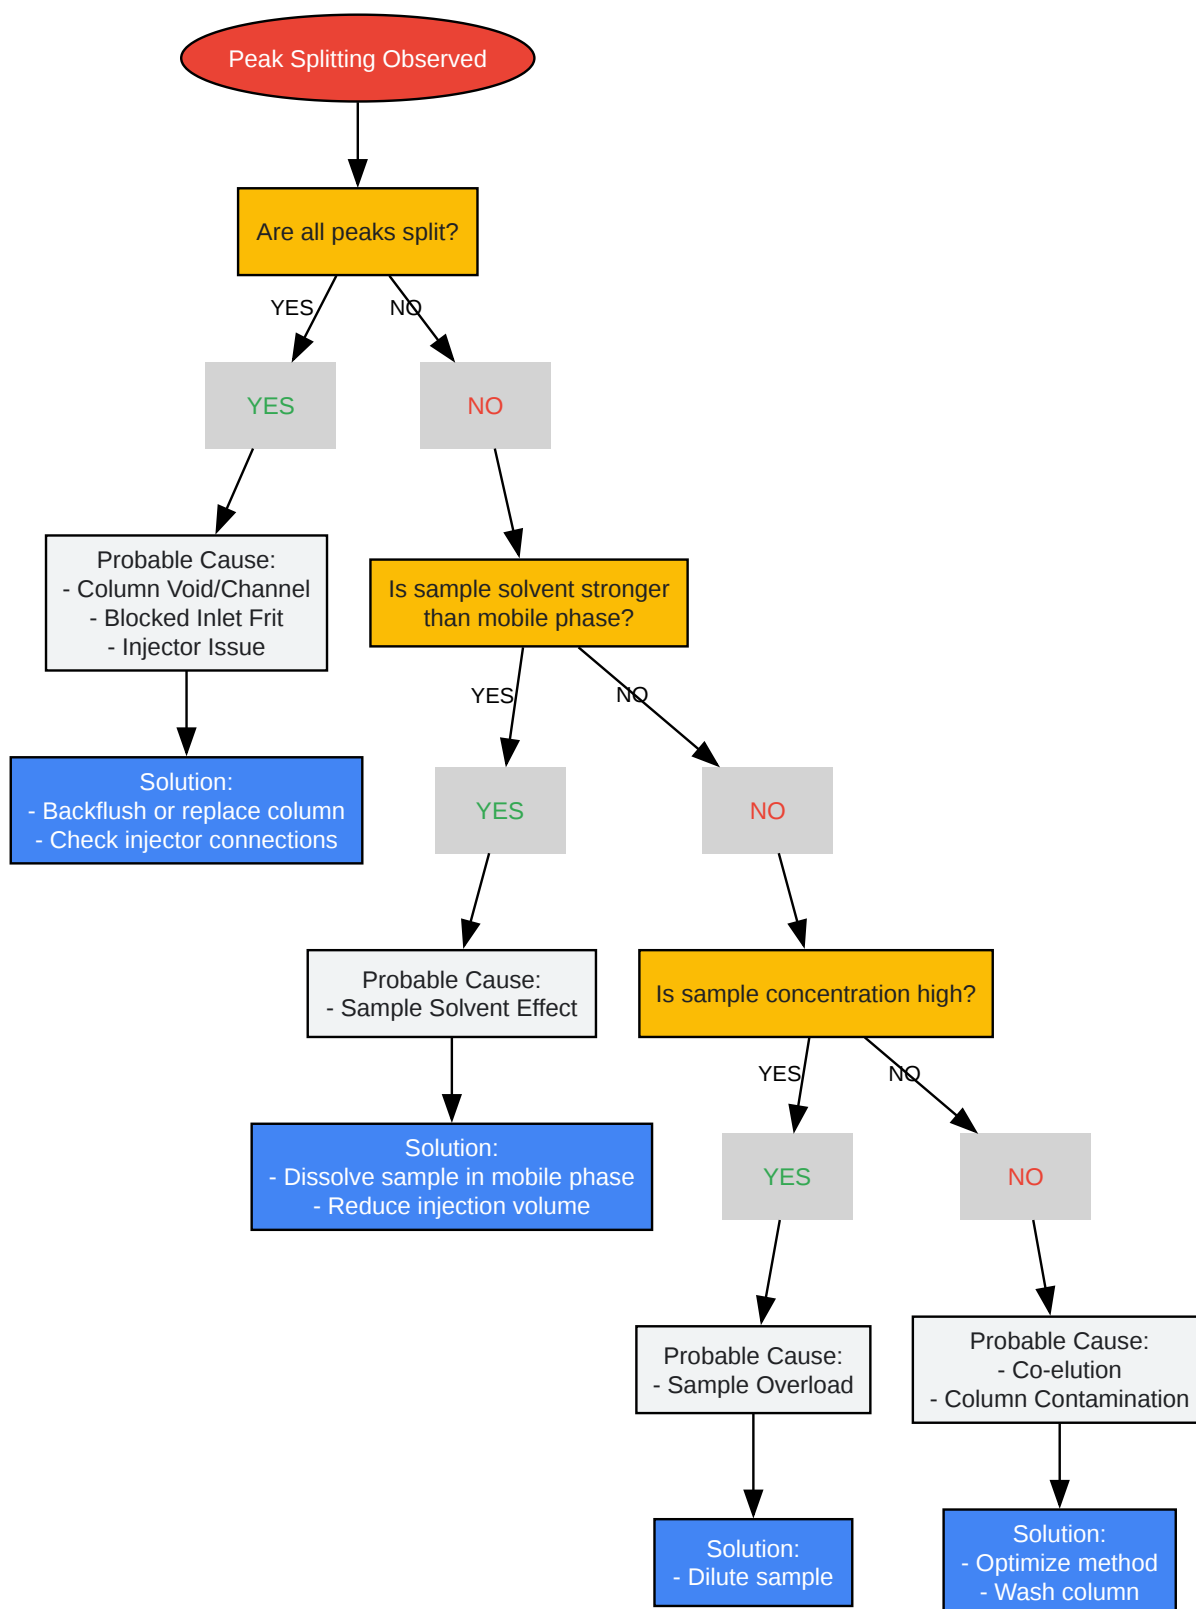 Peak Splitting Observed
Are all peaks split?
YES
NO
YES
NO
Probable Cause:
- Column Void/Channel
- Blocked Inlet Frit
- Injector Issue
Is sample solvent stronger
than mobile phase?
YES
NO
Solution:
- Backflush or replace column
- Check injector connections
YES
NO
Probable Cause:
- Sample Solvent Effect
Is sample concentration high?
YES
NO
Solution:
- Dissolve sample in mobile phase
- Reduce injection volume
YES
NO
Probable Cause:
- Sample Overload
Probable Cause:
- Co-elution
- Column Contamination
Solution:
- Dilute sample
Solution:
- Optimize method
- Wash column